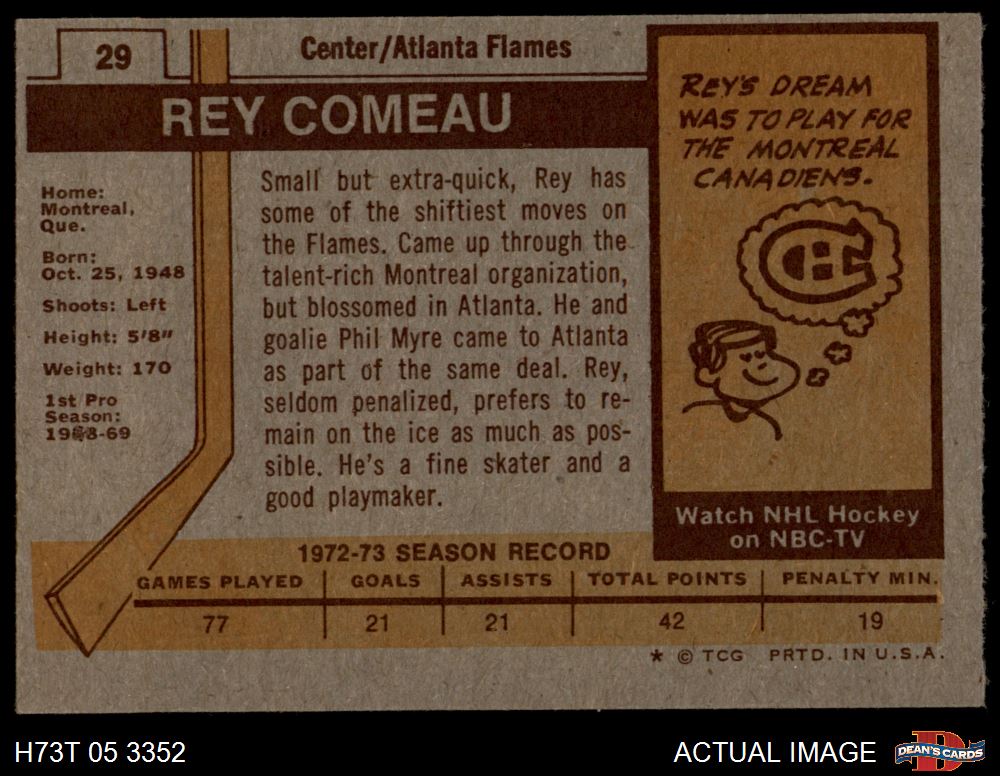 29
Center/Atlanta Flames
REY COMEAU
Home:
Montreal,
Que.
Born:
Oct. 25, 1948
Shoots: Left
Height: 5'8"
Weight: 170
1st Pro
Season:
1968-69
Small but extra-quick, Rey has
some of the shiftiest moves on
the Flames. Came up through the
talent-rich Montreal organization,
but blossomed in Atlanta. He and
goalie Phil Myre came to Atlanta
as part of the same deal. Rey,
seldom penalized, prefers to re-
main on the ice as much as pos-
sible. He's a fine skater and a
good playmaker.
REY'S DREAM
WAS TO PLAY FOR
THE MONTREAL
CANADIENS.
CH
Watch NHL Hockey
on NBC-TV
1972-73 SEASON RECORD
GAMES PLAYED GOALS ASSISTS TOTAL POINTS PENALTY MIN.
77 21 21 42 19
* © TCG PRTD. IN U.S.A.
H73T 05 3352
ACTUAL IMAGE
DEAN'S CARDS